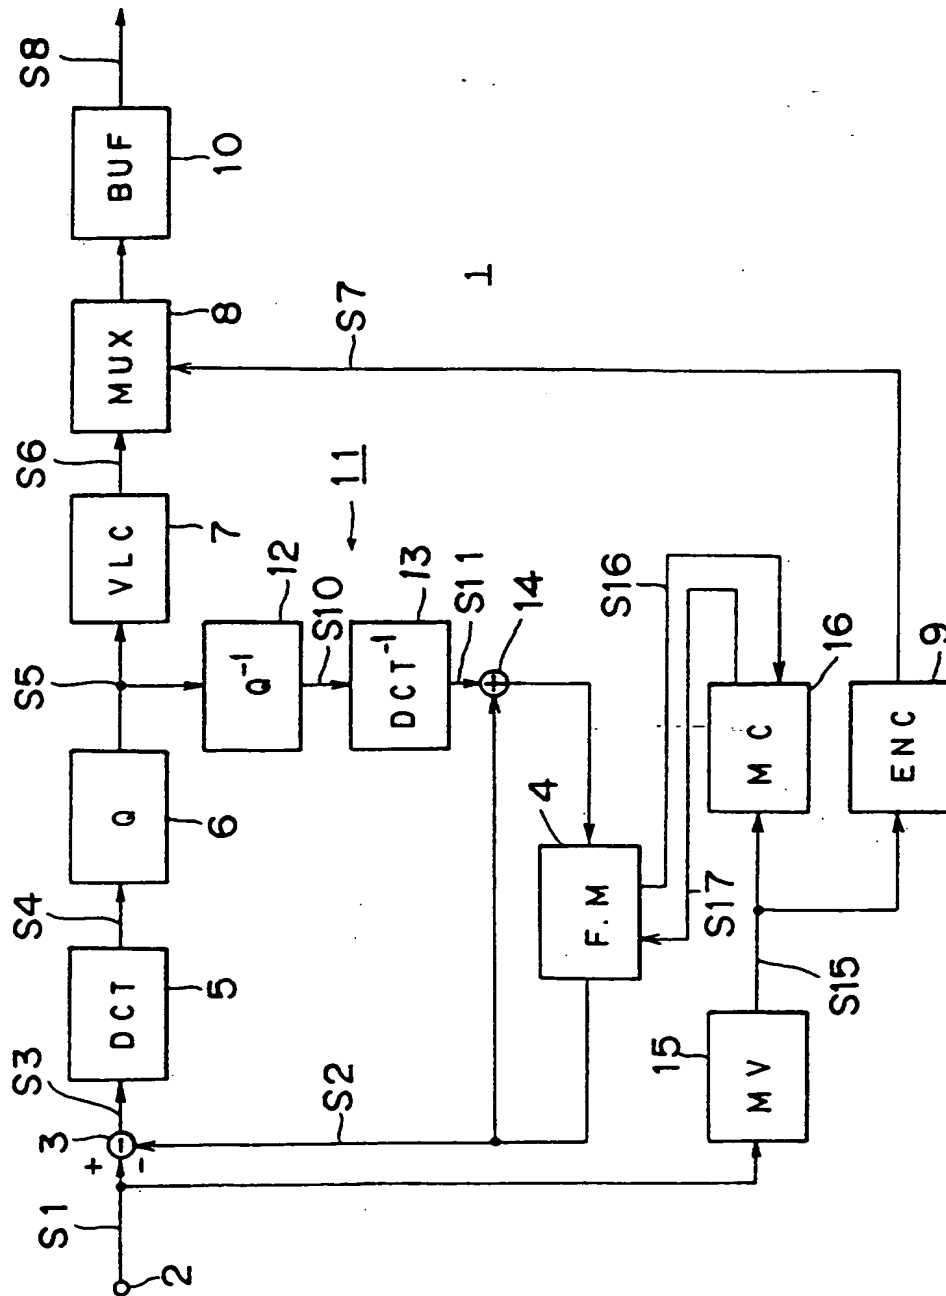 S1
2
+
-
3
-
S3
DCT
5
S4
Q
6
S5
VLC
7
S6
MUX
8
BUF
10
S8
Q⁻¹
12
S10
11
DCT⁻¹
13
S11
14
+
1
S7
S2
4
F.M
S16
S17
15
MV
S15
MC
16
ENC
9